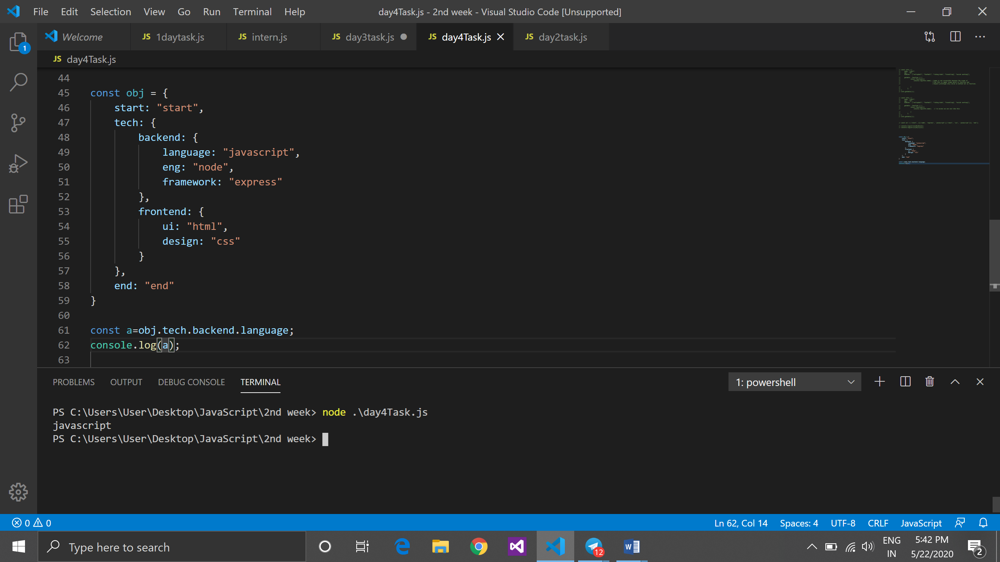 File Edit Selection View Go Run Terminal Help day4Task.js - 2nd week - Visual Studio Code [Unsupported]
1
Welcome JS 1daytask.js JS intern.js JS day3task.js JS day4Task.js JS day2task.js
JS day4Task.js
44
45 const obj = {
46 start: "start",
47 tech: {
48 backend: {
49 language: "javascript",
50 eng: "node",
51 framework: "express"
52 },
53 frontend: {
54 ui: "html",
55 design: "css"
56 }
57 },
58 end: "end"
59 }
60
61 const a=obj.tech.backend.language;
62 console.log(a);
63
PROBLEMS OUTPUT DEBUG CONSOLE TERMINAL 1: powershell
PS C:\Users\User\Desktop\JavaScript\2nd week> node .\day4Task.js
javascript
PS C:\Users\User\Desktop\JavaScript\2nd week>
0 0 Ln 62, Col 14 Spaces: 4 UTF-8 CRLF JavaScript
Type here to search 12 ENG 5:42 PM
IN 5/22/2020 2